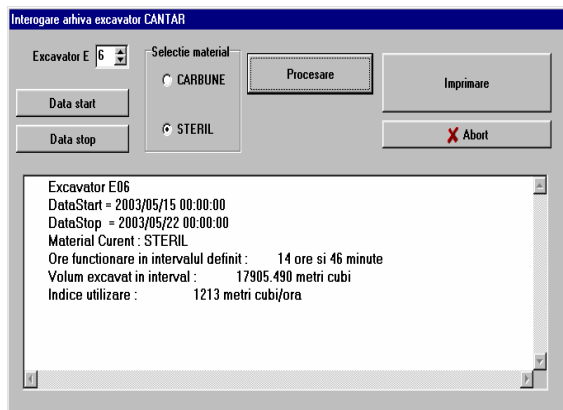 Interogare arhiva excavator CANTAR
Excavator E 6
Selectie material
CARBUNE
STERIL
Procesare
Imprimare
Data start
Data stop
Abort
Excavator E06
DataStart = 2003/05/15 00:00:00
DataStop = 2003/05/22 00:00:00
Material Curent : STERIL
Ore functionare in intervalul definit : 14 ore si 46 minute
Volum excavat in interval : 17905.490 metri cubi
Indice utilizare : 1213 metri cubi/ora